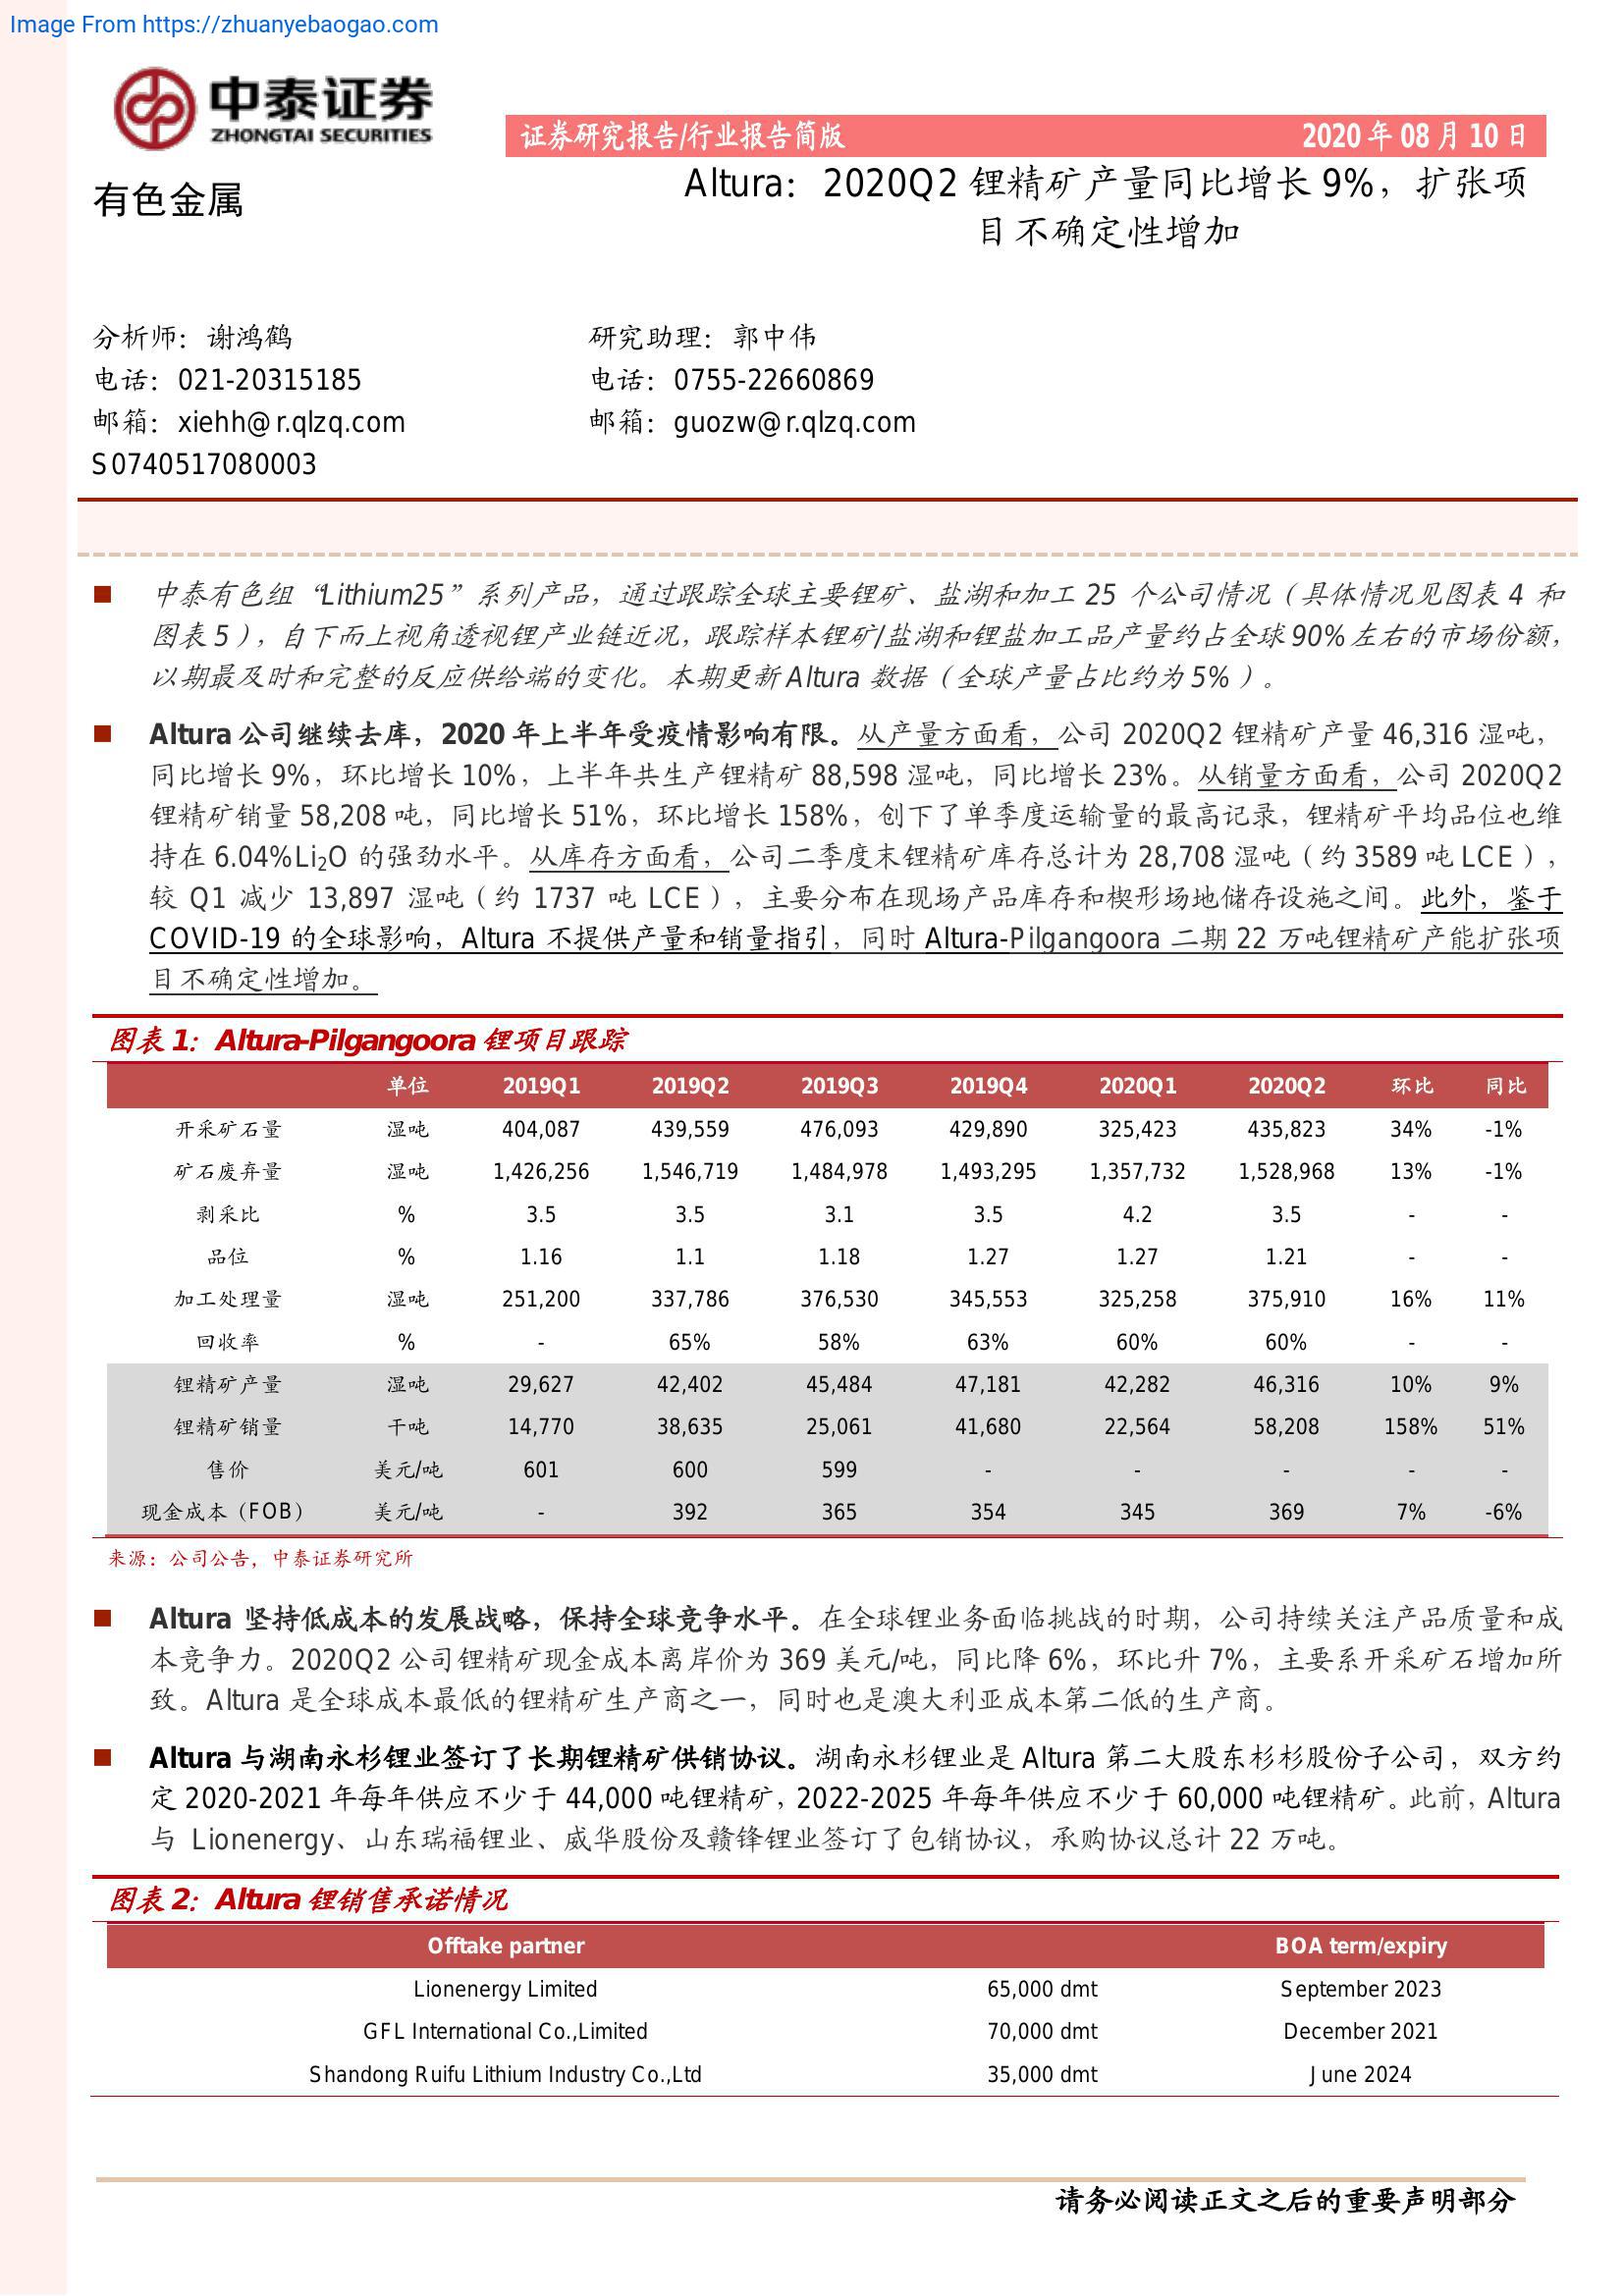 Image From https://zhuanyebaogao.com
中泰证券
ZHONGTAI SECURITIES
证券研究报告/行业报告简版 2020 年 08 月 10 日
有色金属
Altura：2020Q2 锂精矿产量同比增长 9%，扩张项
目不确定性增加
分析师：谢鸿鹤 研究助理：郭中伟
电话：021-20315185 电话：0755-22660869
邮箱：xiehh@r.qlzq.com 邮箱：guozw@r.qlzq.com
S0740517080003
■ 中泰有色组“Lithium25”系列产品，通过跟踪全球主要锂矿、盐湖和加工 25 个公司情况（具体情况见图表 4 和
图表 5），自下而上视角透视锂产业链近况，跟踪样本锂矿/盐湖和锂盐加工品产量约占全球 90%左右的市场份额，
以期最及时和完整的反应供给端的变化。本期更新 Altura 数据（全球产量占比约为 5%）。
■ Altura 公司继续去库，2020 年上半年受疫情影响有限。从产量方面看，公司 2020Q2 锂精矿产量 46,316 湿吨，
同比增长 9%，环比增长 10%，上半年共生产锂精矿 88,598 湿吨，同比增长 23%。从销量方面看，公司 2020Q2
锂精矿销量 58,208 吨，同比增长 51%，环比增长 158%，创下了单季度运输量的最高记录，锂精矿平均品位也维
持在 6.04%Li₂O 的强劲水平。从库存方面看，公司二季度末锂精矿库存总计为 28,708 湿吨（约 3589 吨 LCE），
较 Q1 减少 13,897 湿吨（约 1737 吨 LCE），主要分布在现场产品库存和楔形场地储存设施之间。此外，鉴于
COVID-19 的全球影响，Altura 不提供产量和销量指引，同时 Altura-Pilgangoora 二期 22 万吨锂精矿产能扩张项
目不确定性增加。
图表 1：Altura-Pilgangoora 锂项目跟踪
单位 2019Q1 2019Q2 2019Q3 2019Q4 2020Q1 2020Q2 环比 同比
开采矿石量 湿吨 404,087 439,559 476,093 429,890 325,423 435,823 34% -1%
矿石废弃量 湿吨 1,426,256 1,546,719 1,484,978 1,493,295 1,357,732 1,528,968 13% -1%
剥采比 % 3.5 3.5 3.1 3.5 4.2 3.5 - -
品位 % 1.16 1.1 1.18 1.27 1.27 1.21 - -
加工处理量 湿吨 251,200 337,786 376,530 345,553 325,258 375,910 16% 11%
回收率 % - 65% 58% 63% 60% 60% - -
锂精矿产量 湿吨 29,627 42,402 45,484 47,181 42,282 46,316 10% 9%
锂精矿销量 干吨 14,770 38,635 25,061 41,680 22,564 58,208 158% 51%
售价 美元/吨 601 600 599 - - - - -
现金成本（FOB） 美元/吨 - 392 365 354 345 369 7% -6%
来源：公司公告，中泰证券研究所
■ Altura 坚持低成本的发展战略，保持全球竞争水平。在全球锂业务面临挑战的时期，公司持续关注产品质量和成
本竞争力。2020Q2 公司锂精矿现金成本离岸价为 369 美元/吨，同比降 6%，环比升 7%，主要系开采矿石增加所
致。Altura 是全球成本最低的锂精矿生产商之一，同时也是澳大利亚成本第二低的生产商。
■ Altura 与湖南永杉锂业签订了长期锂精矿供销协议。湖南永杉锂业是 Altura 第二大股东杉杉股份子公司，双方约
定 2020-2021 年每年供应不少于 44,000 吨锂精矿，2022-2025 年每年供应不少于 60,000 吨锂精矿。此前，Altura
与 Lionenergy、山东瑞福锂业、威华股份及赣锋锂业签订了包销协议，承购协议总计 22 万吨。
图表 2：Altura 锂销售承诺情况
Offtake partner BOA term/expiry
Lionenergy Limited 65,000 dmt September 2023
GFL International Co.,Limited 70,000 dmt December 2021
Shandong Ruifu Lithium Industry Co.,Ltd 35,000 dmt June 2024
请务必阅读正文之后的重要声明部分